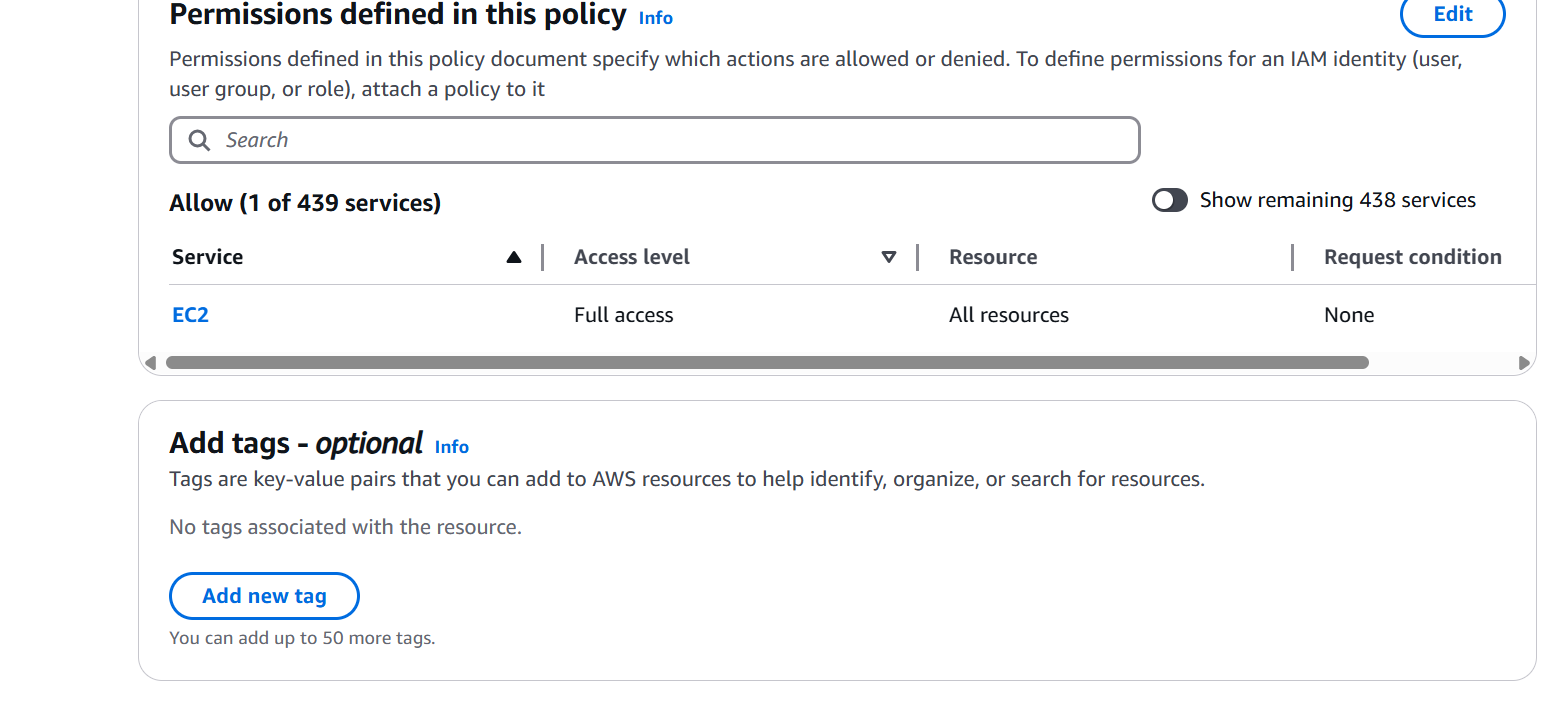 Permissions defined in this policy Info
Edit
Permissions defined in this policy document specify which actions are allowed or denied. To define permissions for an IAM identity (user,
user group, or role), attach a policy to it
Search
Allow (1 of 439 services)
Show remaining 438 services
Service Access level Resource Request condition
EC2 Full access All resources None
Add tags - optional Info
Tags are key-value pairs that you can add to AWS resources to help identify, organize, or search for resources.
No tags associated with the resource.
Add new tag
You can add up to 50 more tags.